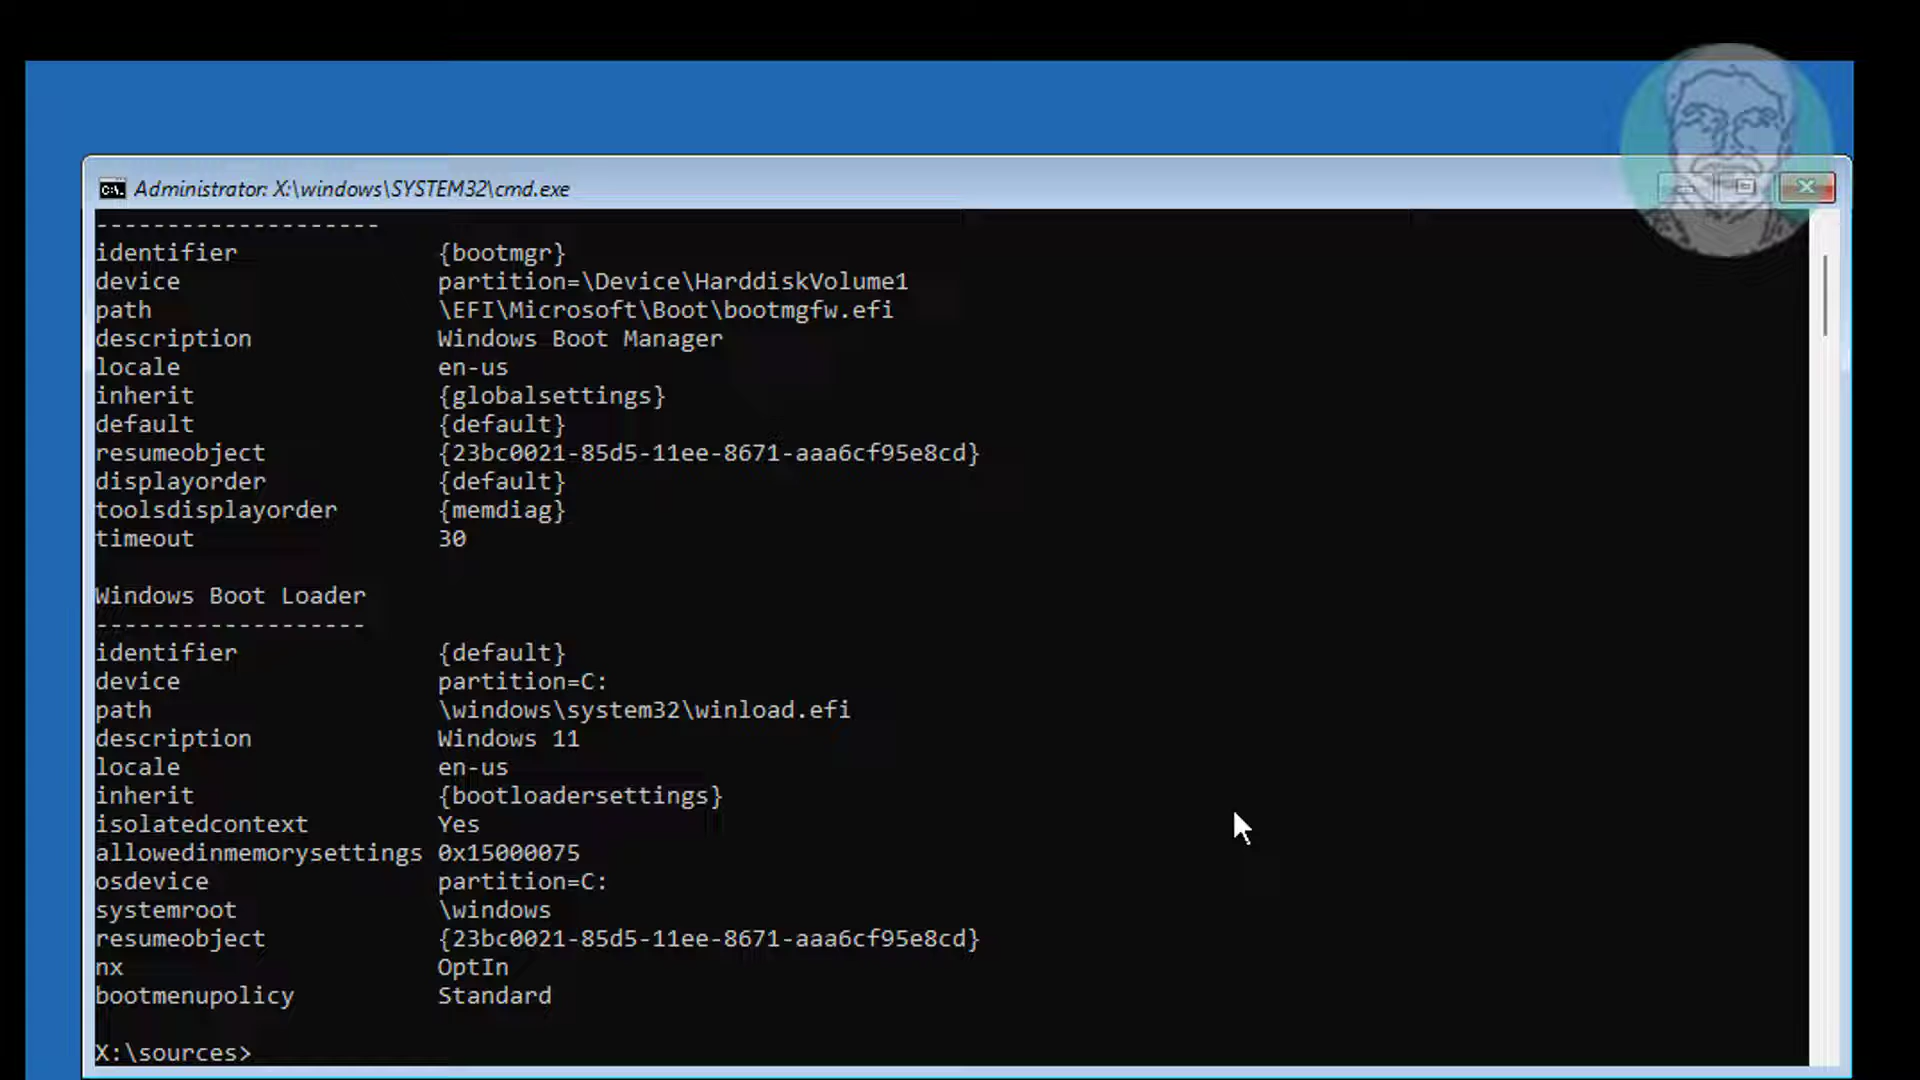 Administrator: X:\windows\SYSTEM32\cmd.exe
--------------------
identifier              {bootmgr}
device                  partition=\Device\HarddiskVolume1
path                    \EFI\Microsoft\Boot\bootmgfw.efi
description             Windows Boot Manager
locale                  en-us
inherit                 {globalsettings}
default                 {default}
resumeobject            {23bc0021-85d5-11ee-8671-aaa6cf95e8cd}
displayorder            {default}
toolsdisplayorder       {memdiag}
timeout                 30

Windows Boot Loader
-------------------
identifier              {default}
device                  partition=C:
path                    \windows\system32\winload.efi
description             Windows 11
locale                  en-us
inherit                 {bootloadersettings}
isolatedcontext         Yes
allowedinmemorysettings 0x15000075
osdevice                partition=C:
systemroot              \windows
resumeobject            {23bc0021-85d5-11ee-8671-aaa6cf95e8cd}
nx                      OptIn
bootmenupolicy          Standard

X:\sources>